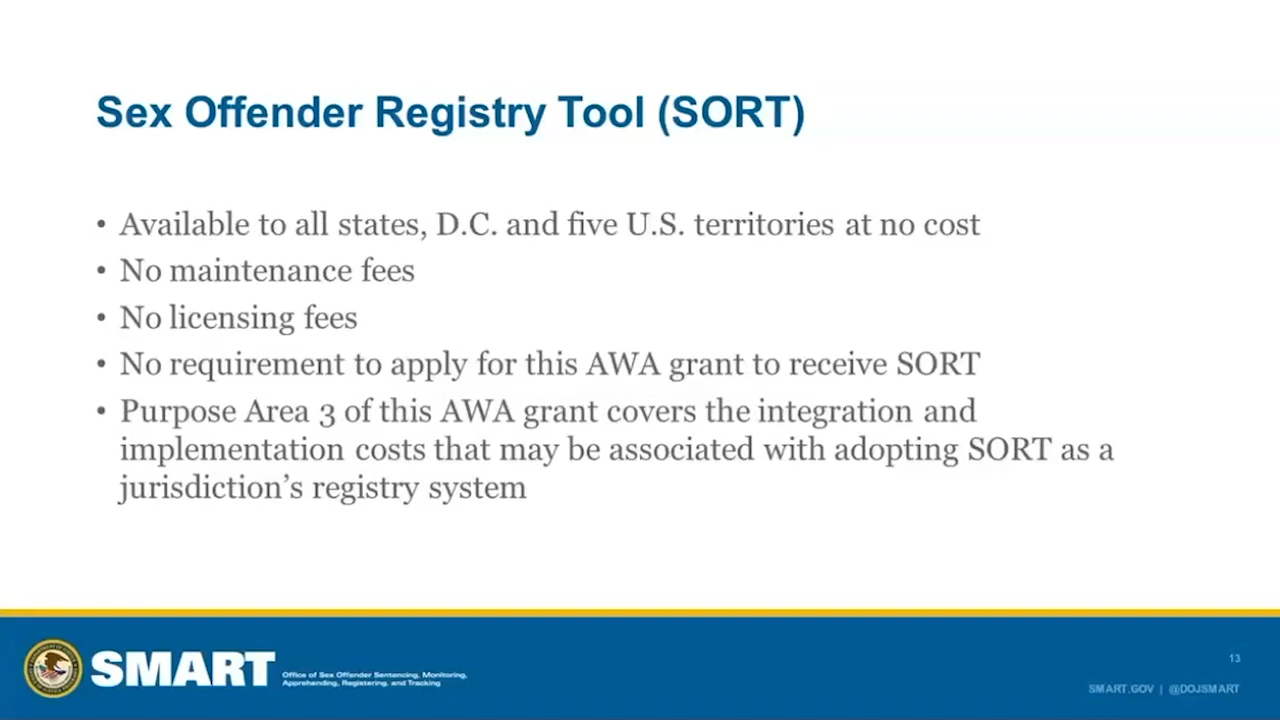 Sex Offender Registry Tool (SORT)
• Available to all states, D.C. and five U.S. territories at no cost
• No maintenance fees
• No licensing fees
• No requirement to apply for this AWA grant to receive SORT
• Purpose Area 3 of this AWA grant covers the integration and
implementation costs that may be associated with adopting SORT as a
jurisdiction’s registry system
SMART
Office of Sex Offender Sentencing, Monitoring,
Apprehending, Registering, and Tracking
13
SMART.GOV | @DOJSMART